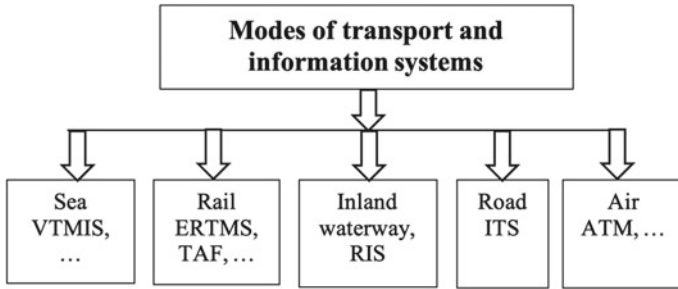 Modes of transport and
information systems
Sea
VTMIS,
…
Rail
ERTMS,
TAF, …
Inland
waterway,
RIS
Road
ITS
Air
ATM, …